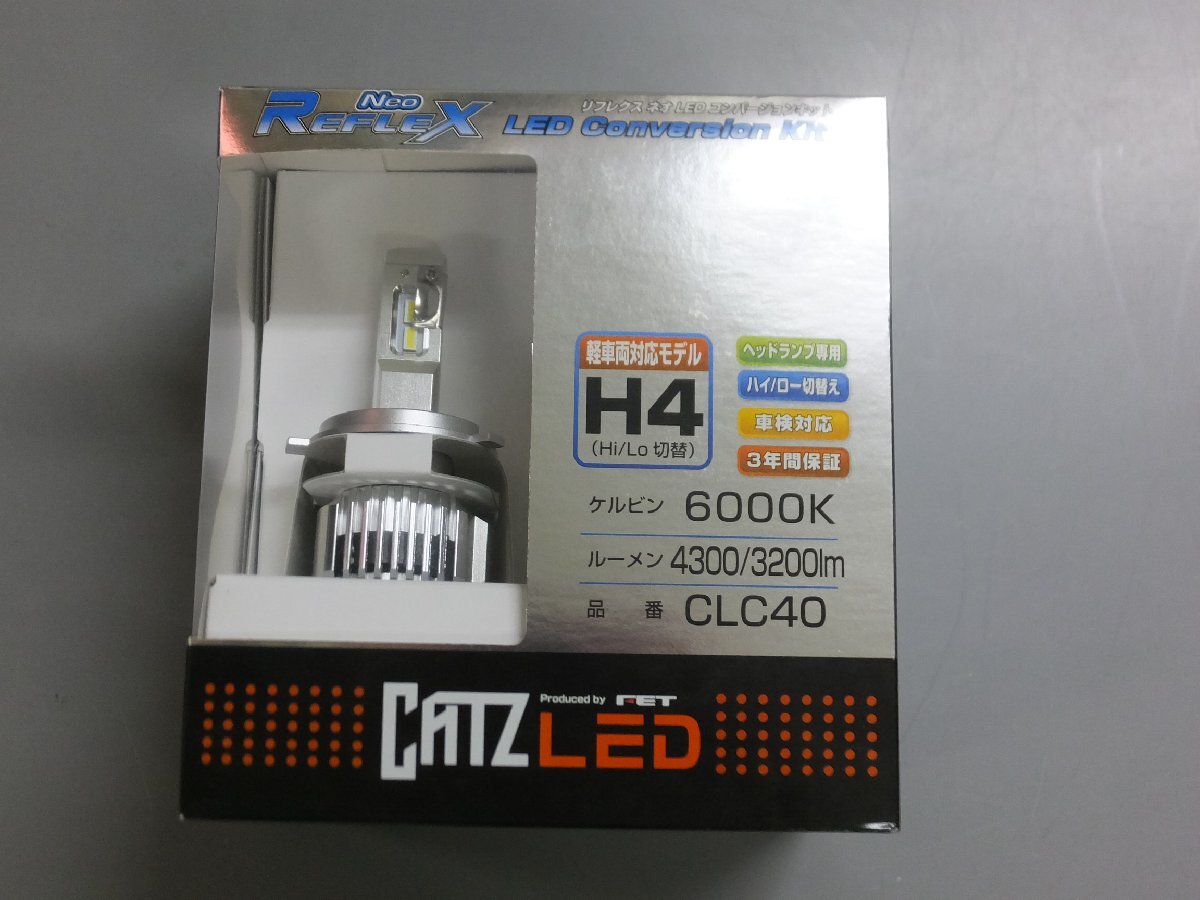 Neo
REFLEX
リフレクス ネオ LED コンバージョンキット
LED Conversion Kit
軽車両対応モデル
H4
(Hi/Lo 切替)
ヘッドランプ専用
ハイ/ロー切替え
車検対応
3年間保証
ケルビン 6000K
ルーメン 4300/3200lm
品 番 CLC40
CATZ
Produced by FET
LED